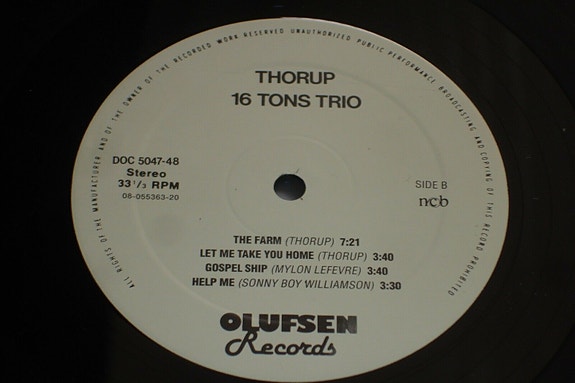 ALL RIGHTS OF THE MANUFACTURER AND OF THE OWNER OF THE RECORDED WORK RESERVED UNAUTHORIZED PUBLIC PERFORMANCE BROADCASTING AND COPYING OF THIS RECORD PROHIBITED
THORUP
16 TONS TRIO
DOC 5047-48
Stereo
33 1/3 RPM
08-055363-20
SIDE B
ncb
THE FARM (THORUP) 7:21
LET ME TAKE YOU HOME (THORUP) 3:40
GOSPEL SHIP (MYLON LEFEVRE) 3:40
HELP ME (SONNY BOY WILLIAMSON) 3:30
OLUFSEN
Records